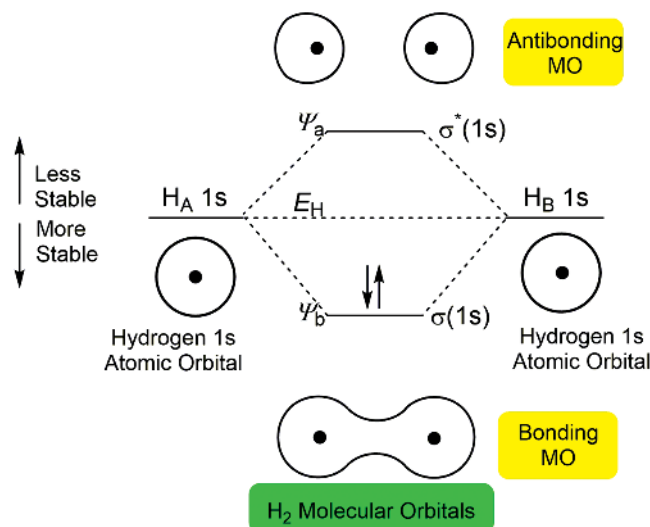 Antibonding
MO
Ψa σ*(1s)
Less
Stable
More
Stable
HA 1s
EH
HB 1s
Ψb σ(1s)
Hydrogen 1s
Atomic Orbital
Hydrogen 1s
Atomic Orbital
Bonding
MO
H2 Molecular Orbitals